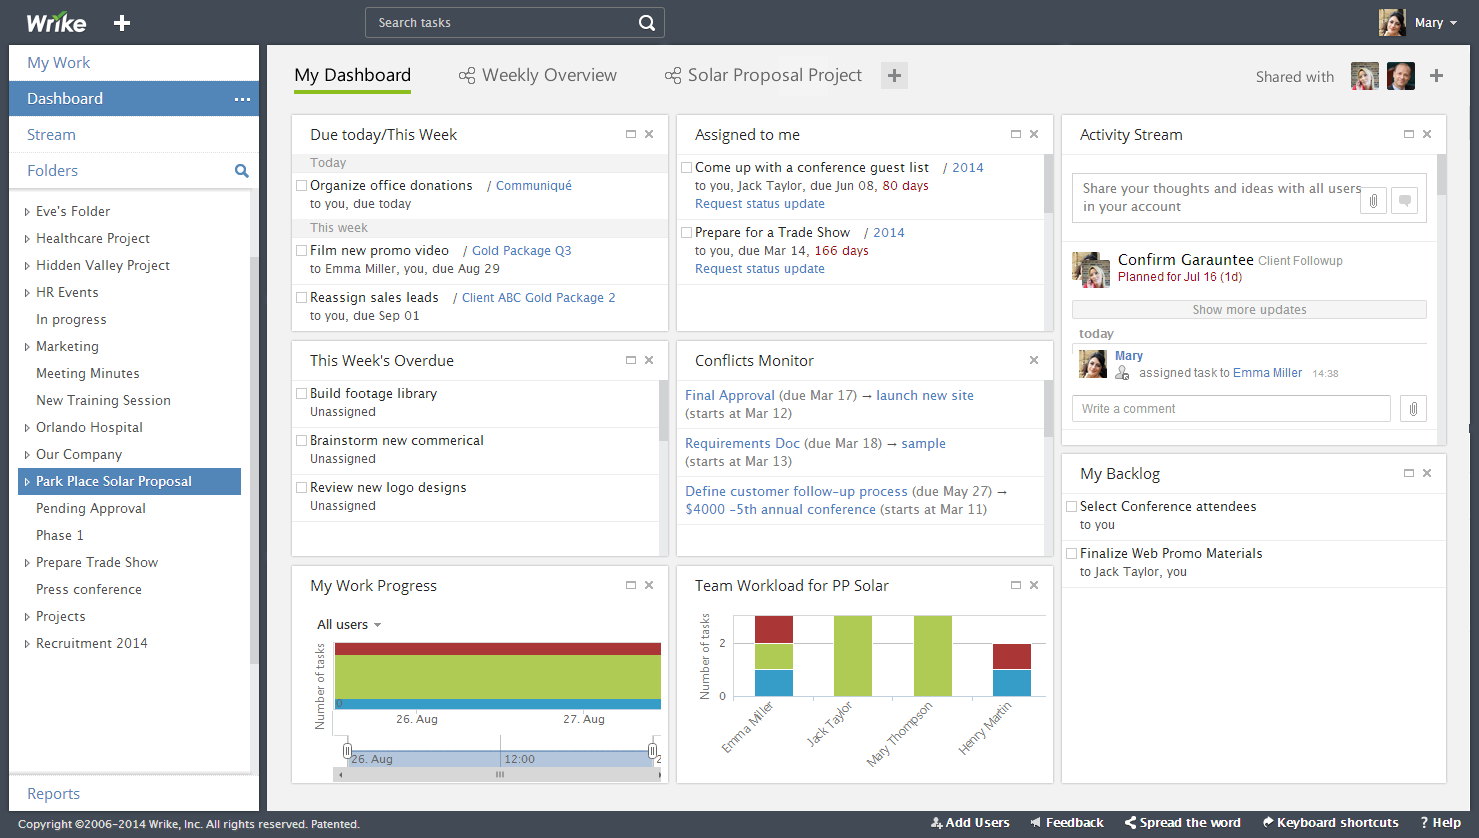 Wrike
Search tasks
Mary
My Work
Dashboard
Stream
Folders
Eve's Folder
Healthcare Project
Hidden Valley Project
HR Events
In progress
Marketing
Meeting Minutes
New Training Session
Orlando Hospital
Our Company
Park Place Solar Proposal
Pending Approval
Phase 1
Prepare Trade Show
Press conference
Projects
Recruitment 2014
Reports
My Dashboard
Weekly Overview
Solar Proposal Project
Shared with
Due today/This Week
Today
Organize office donations / Communiqué
to you, due today
This week
Film new promo video / Gold Package Q3
to Emma Miller, you, due Aug 29
Reassign sales leads / Client ABC Gold Package 2
to you, due Sep 01
Assigned to me
Come up with a conference guest list / 2014
to you, Jack Taylor, due Jun 08, 80 days
Request status update
Prepare for a Trade Show / 2014
to you, due Mar 14, 166 days
Request status update
Activity Stream
Share your thoughts and ideas with all users
in your account
Confirm Garauntee Client Followup
Planned for Jul 16 (1d)
Show more updates
today
Mary
assigned task to Emma Miller 14:38
Write a comment
This Week's Overdue
Build footage library
Unassigned
Brainstorm new commerical
Unassigned
Review new logo designs
Unassigned
Conflicts Monitor
Final Approval (due Mar 17) → launch new site
(starts at Mar 12)
Requirements Doc (due Mar 18) → sample
(starts at Mar 13)
Define customer follow-up process (due May 27) →
$4000 -5th annual conference (starts at Mar 11)
My Backlog
Select Conference attendees
to you
Finalize Web Promo Materials
to Jack Taylor, you
My Work Progress
All users
Number of tasks
0
26. Aug
27. Aug
26. Aug
12:00
2
Team Workload for PP Solar
Number of tasks
2
0
Emma Miller
Jack Taylor
Mary Thompson
Henry Martin
Copyright ©2006-2014 Wrike, Inc. All rights reserved. Patented.
Add Users
Feedback
Spread the word
Keyboard shortcuts
? Help